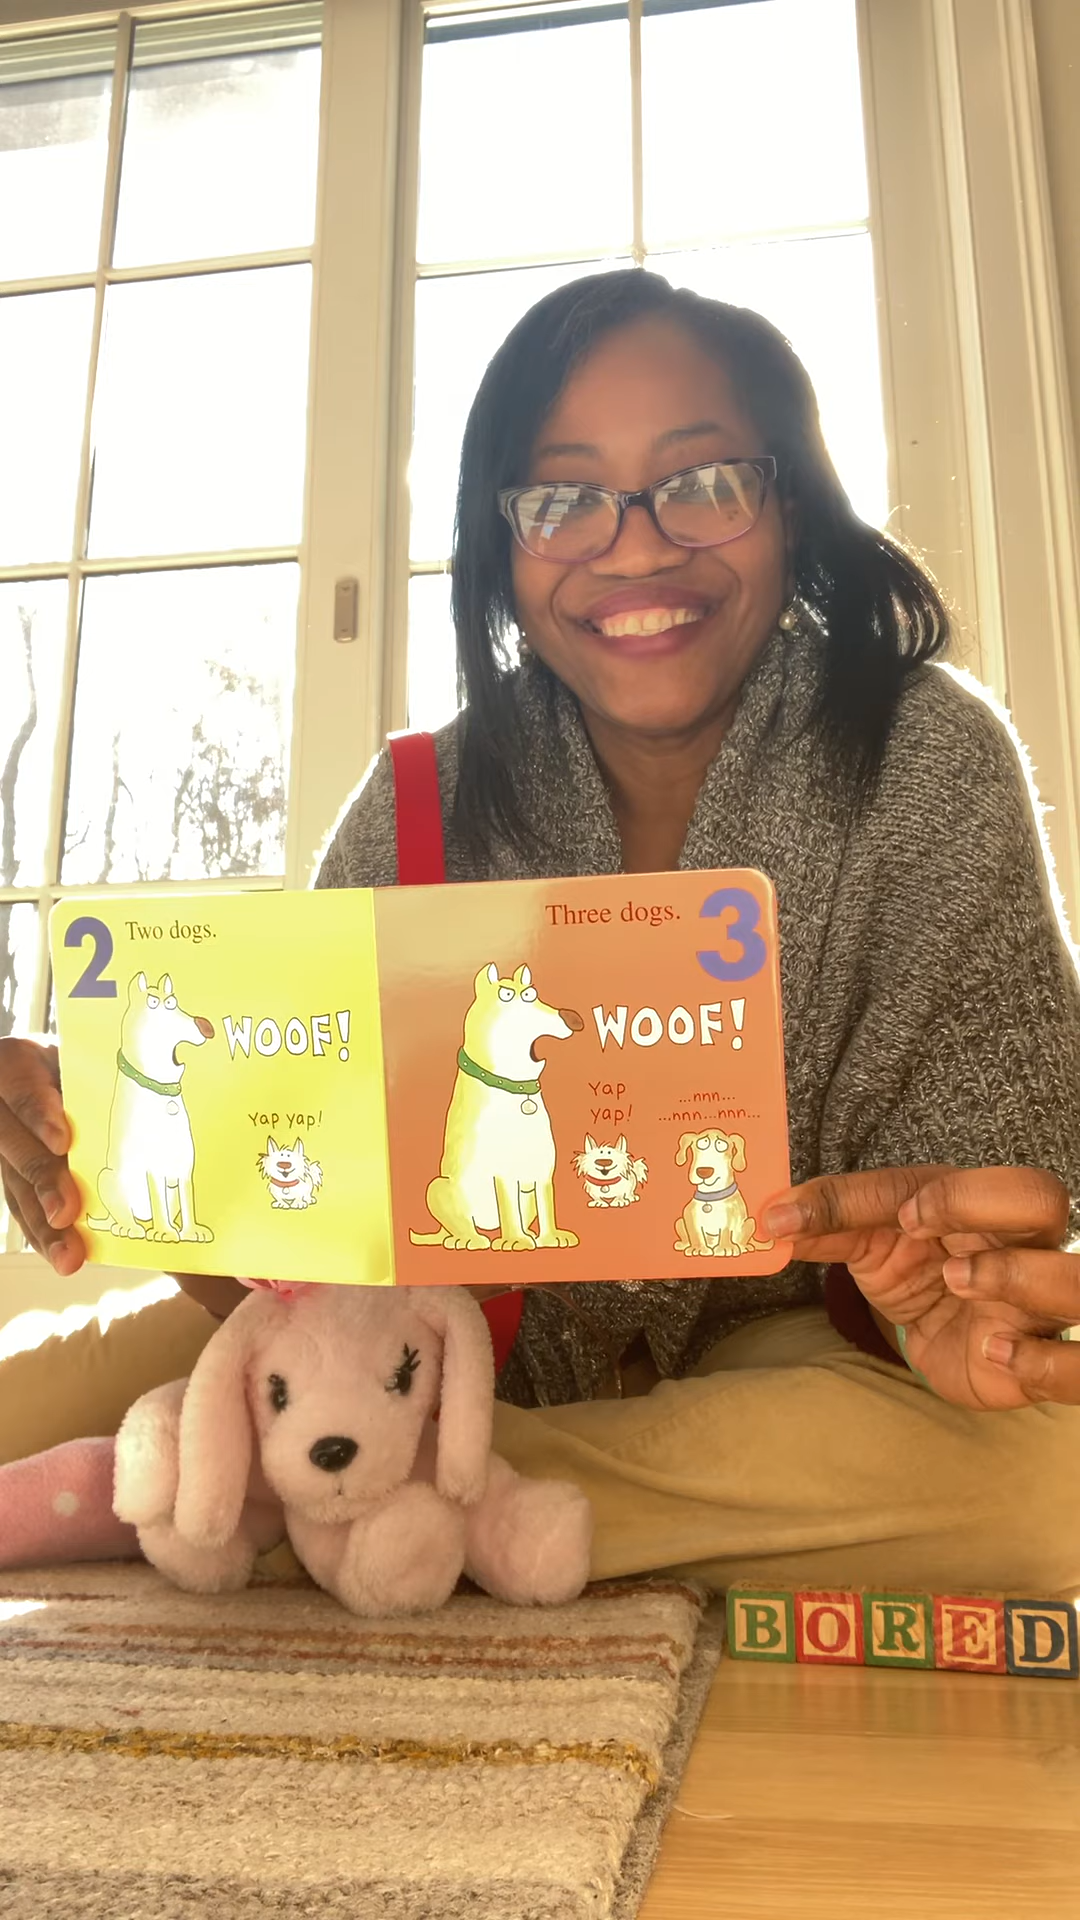 2 Two dogs.
WOOF!
Yap yap!
Three dogs. 3
WOOF!
Yap
yap!
...nnn...
...nnn...nnn...
BORED